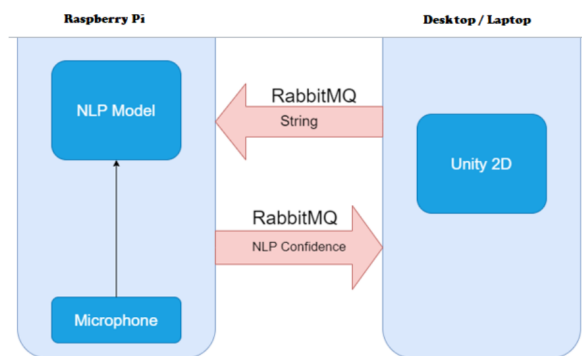 Raspberry Pi
Desktop / Laptop
NLP Model
RabbitMQ
String
Unity 2D
RabbitMQ
NLP Confidence
Microphone